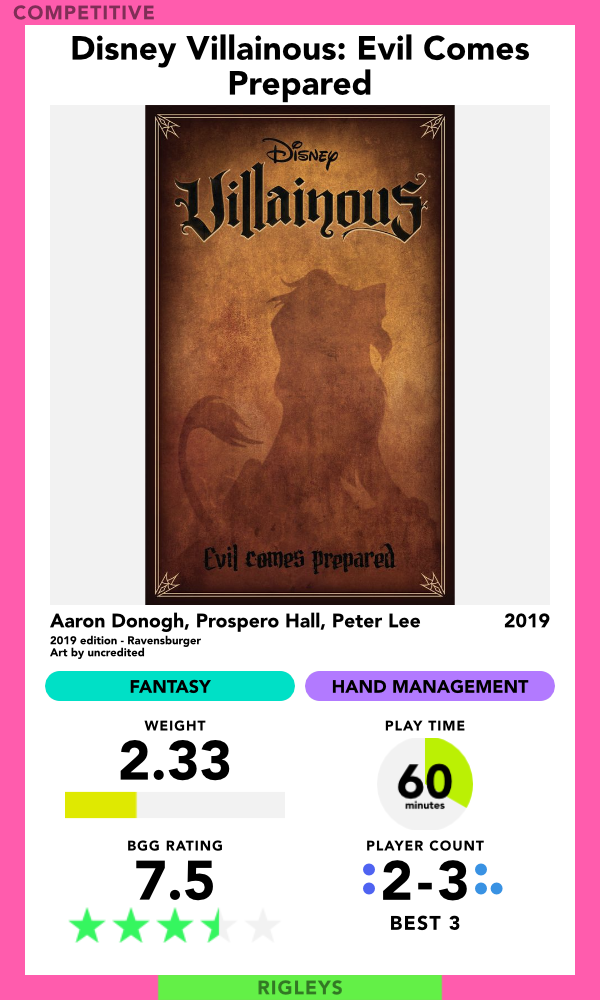 COMPETITIVE
Disney Villainous: Evil Comes
Prepared
Disney
Villainous
Evil comes prepared
Aaron Donogh, Prospero Hall, Peter Lee 2019
2019 edition - Ravensburger
Art by uncredited
FANTASY HAND MANAGEMENT
WEIGHT PLAY TIME
2.33 60
minutes
BGG RATING PLAYER COUNT
7.5 2-3
BEST 3
RIGLEYS